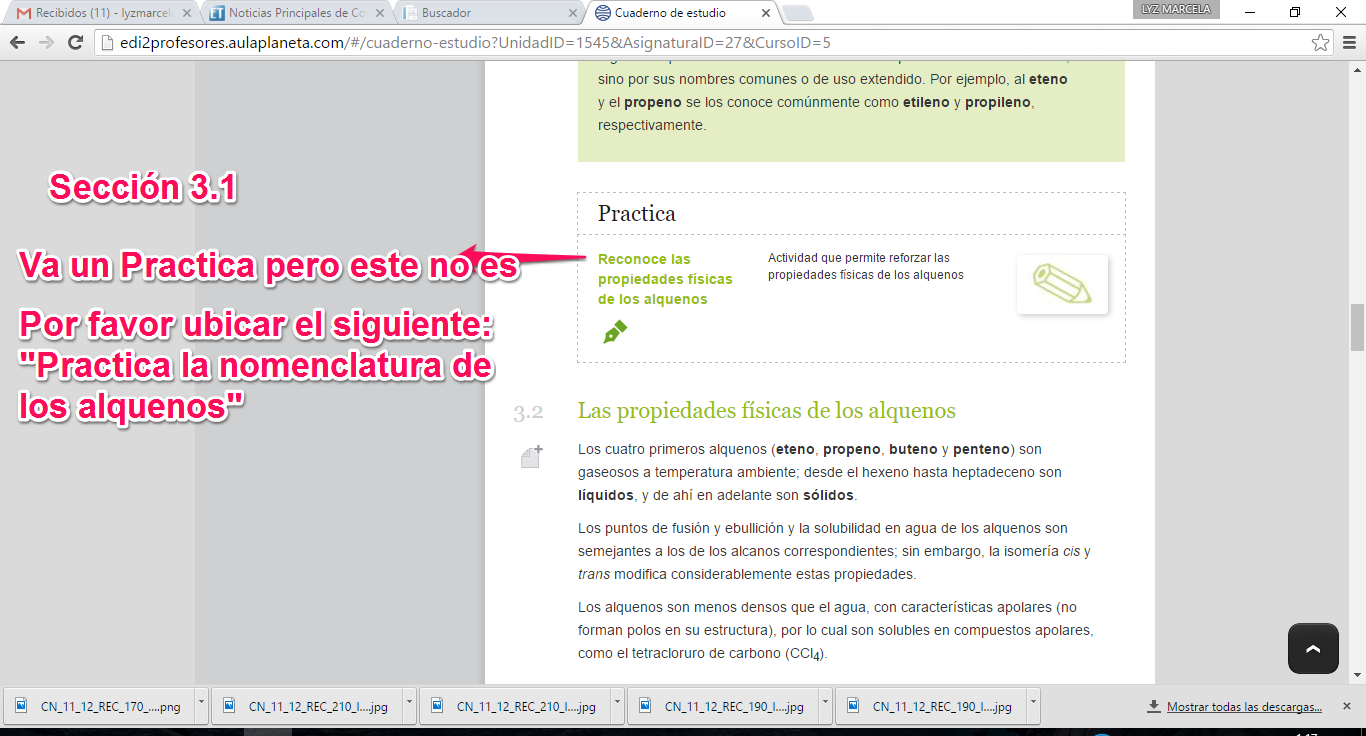 Recibidos (11) - lyzmarcel
Noticias Principales de Co
Buscador
Cuaderno de estudio
LYZ MARCELA
edi2profesores.aulaplaneta.com/#/cuaderno-estudio?UnidadID=1545&AsignaturaID=27&CursoID=5
sino por sus nombres comunes o de uso extendido. Por ejemplo, al eteno
y el propeno se los conoce comúnmente como etileno y propileno,
respectivamente.
Sección 3.1
Va un Practica pero este no es
Por favor ubicar el siguiente:
"Practica la nomenclatura de
los alquenos"
Practica
Reconoce las
propiedades físicas
de los alquenos
Actividad que permite reforzar las
propiedades físicas de los alquenos
3.2 Las propiedades físicas de los alquenos
Los cuatro primeros alquenos (eteno, propeno, buteno y penteno) son
gaseosos a temperatura ambiente; desde el hexeno hasta heptadeceno son
líquidos, y de ahí en adelante son sólidos.
Los puntos de fusión y ebullición y la solubilidad en agua de los alquenos son
semejantes a los de los alcanos correspondientes; sin embargo, la isomería cis y
trans modifica considerablemente estas propiedades.
Los alquenos son menos densos que el agua, con características apolares (no
forman polos en su estructura), por lo cual son solubles en compuestos apolares,
como el tetracloruro de carbono (CCl4).
CN_11_12_REC_170_....png
CN_11_12_REC_210_I....jpg
CN_11_12_REC_210_I....jpg
CN_11_12_REC_190_I....jpg
CN_11_12_REC_190_I....jpg
Mostrar todas las descargas...